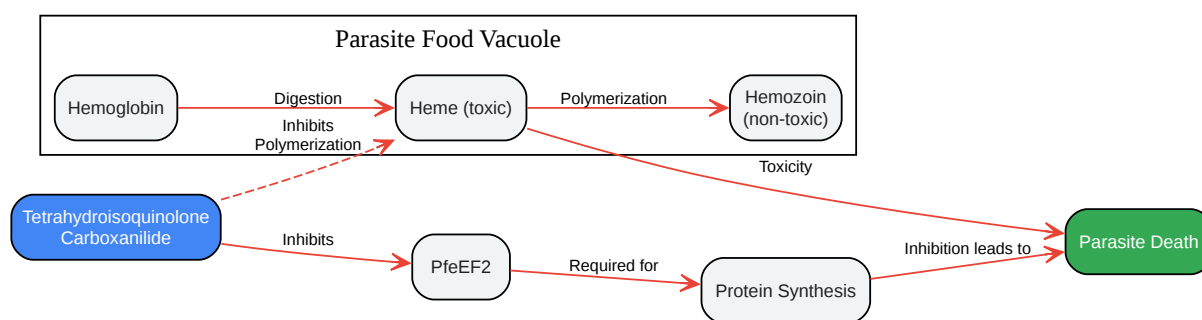 Parasite Food Vacuole
Hemoglobin
Digestion
Heme (toxic)
Polymerization
Hemozoin
(non-toxic)
Inhibits
Polymerization
Toxicity
Tetrahydroisoquinolone
Carboxanilide
Inhibits
PfeEF2
Required for
Protein Synthesis
Inhibition leads to
Parasite Death